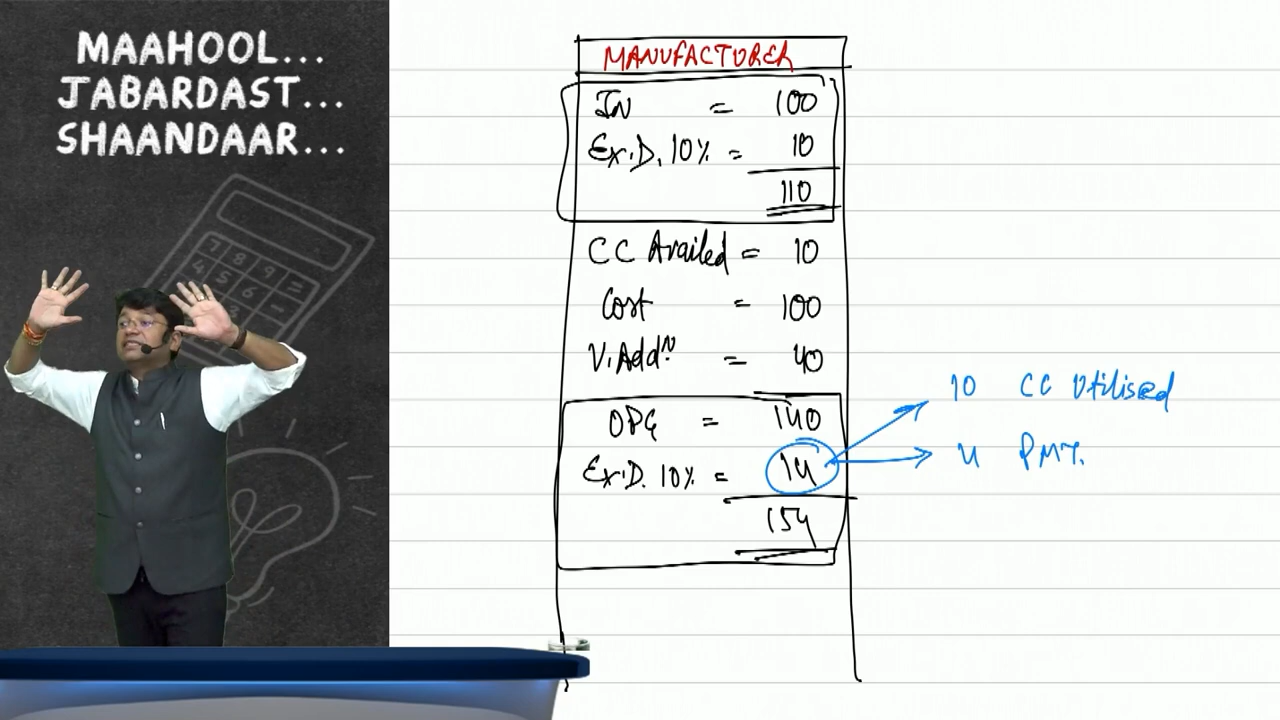 MAAHOOL...
JABARDAST...
SHAANDAAR...
MANUFACTURER
IN = 100
Ex.D. 10% = 10
110
CC Availed = 10
Cost = 100
V. Addn. = 40
OPG = 140
Ex.D. 10% = 14
154
10 CC Utilised
4 PMT.